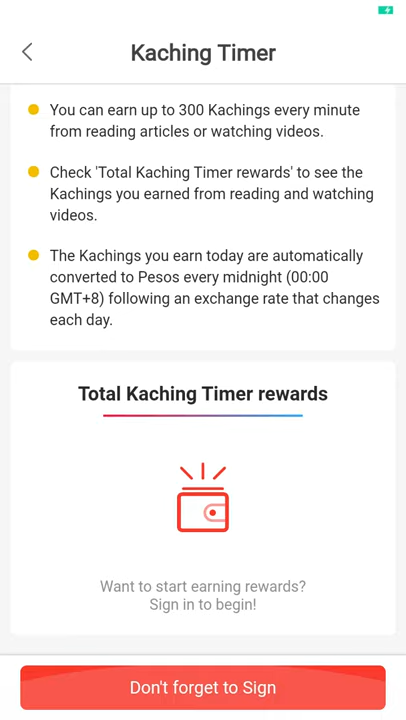 Kaching Timer
You can earn up to 300 Kachings every minute
from reading articles or watching videos.
Check 'Total Kaching Timer rewards' to see the
Kachings you earned from reading and watching
videos.
The Kachings you earn today are automatically
converted to Pesos every midnight (00:00
GMT+8) following an exchange rate that changes
each day.
Total Kaching Timer rewards
Want to start earning rewards?
Sign in to begin!
Don't forget to Sign